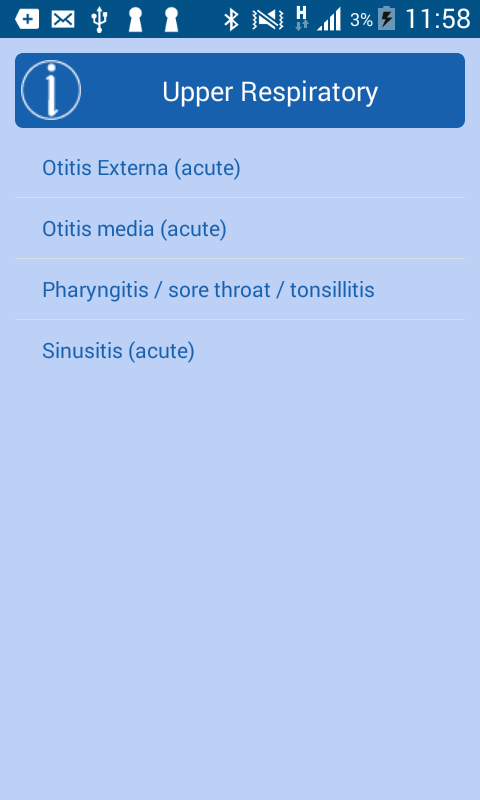 H 3% 11:58
i Upper Respiratory
Otitis Externa (acute)
Otitis media (acute)
Pharyngitis / sore throat / tonsillitis
Sinusitis (acute)